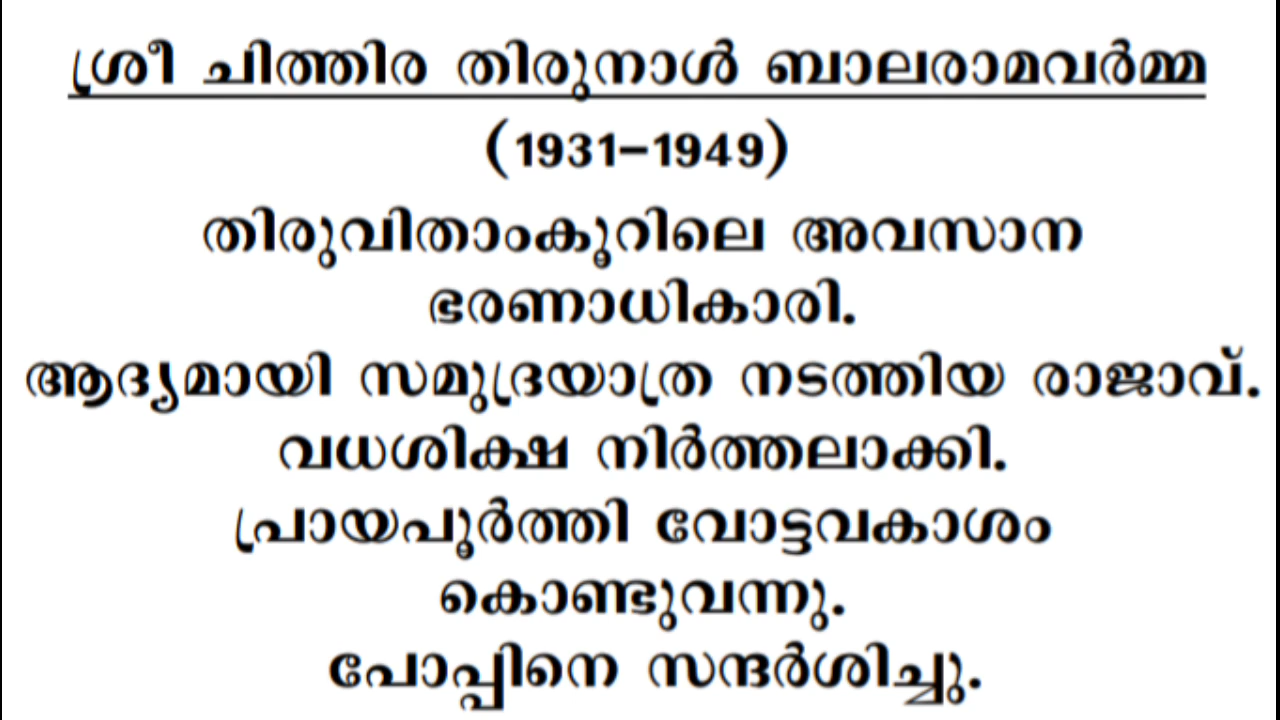 ശ്രീ ചിത്തിര തിരുനാൾ ബാലരാമവർമ്മ
(1931-1949)
തിരുവിതാംകൂറിലെ അവസാന
ഭരണാധികാരി.
ആദ്യമായി സമുദ്രയാത്ര നടത്തിയ രാജാവ്.
വധശിക്ഷ നിർത്തലാക്കി.
പ്രായപൂർത്തി വോട്ടവകാശം
കൊണ്ടുവന്നു.
പോപ്പിനെ സന്ദർശിച്ചു.